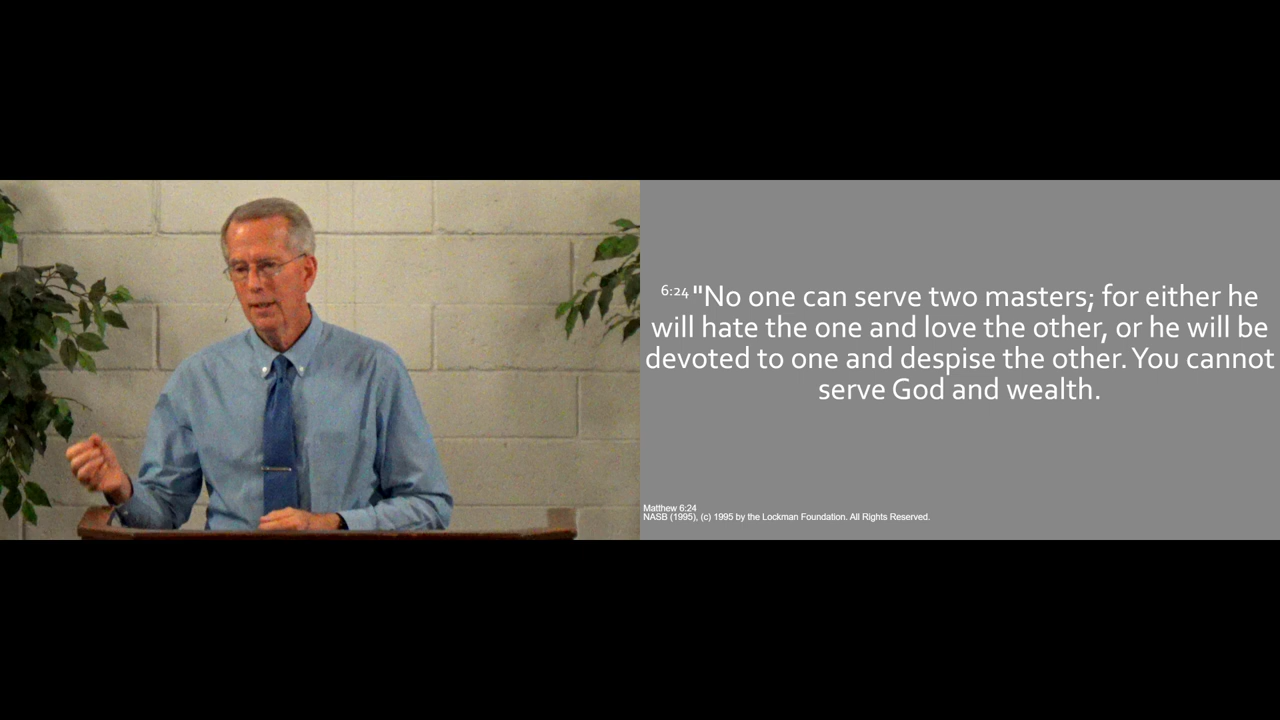 6:24 "No one can serve two masters; for either he
will hate the one and love the other, or he will be
devoted to one and despise the other. You cannot
serve God and wealth.
Matthew 6:24
NASB (1995), (c) 1995 by the Lockman Foundation. All Rights Reserved.